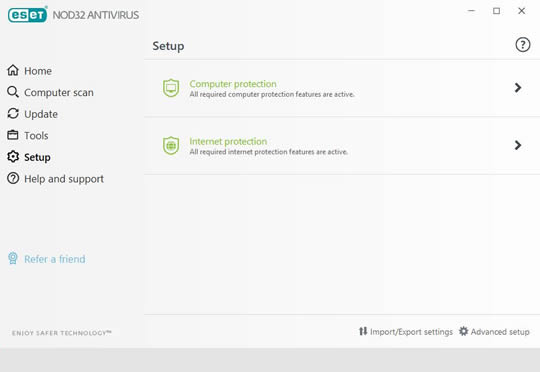 eset NOD32 ANTIVIRUS
Setup
Home
Computer scan
Update
Tools
Setup
Help and support
Refer a friend
Computer protection
All required computer protection features are active.
Internet protection
All required internet protection features are active.
ENJOY SAFER TECHNOLOGY™
Import/Export settings
Advanced setup